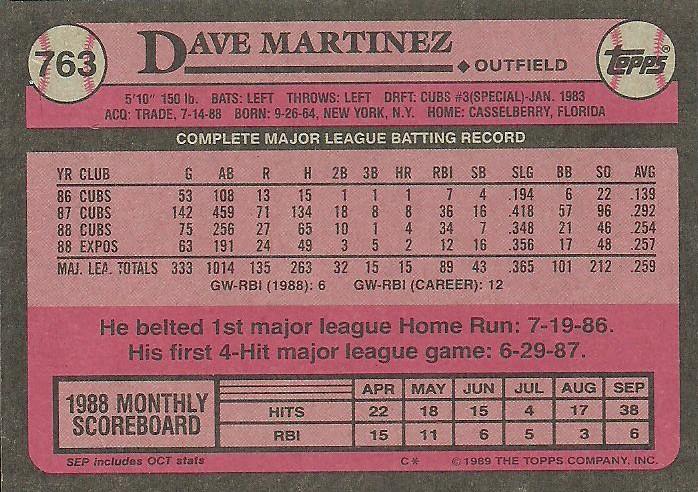 763
DAVE MARTINEZ
◆ OUTFIELD
TOPPS®
5'10" 150 lb. BATS: LEFT THROWS: LEFT DRFT: CUBS #3(SPECIAL)-JAN. 1983
ACQ: TRADE, 7-14-88 BORN: 9-26-64, NEW YORK, N.Y. HOME: CASSELBERRY, FLORIDA
COMPLETE MAJOR LEAGUE BATTING RECORD
YR CLUB G AB R H 2B 3B HR RBI SB SLG BB SO AVG
86 CUBS 53 108 13 15 1 1 1 7 4 .194 6 22 .139
87 CUBS 142 459 71 134 18 8 8 36 16 .418 57 96 .292
88 CUBS 75 256 27 65 10 1 4 34 7 .348 21 46 .254
88 EXPOS 63 191 24 49 3 5 2 12 16 .356 17 48 .257
MAJ. LEA. TOTALS 333 1014 135 263 32 15 15 89 43 .365 101 212 .259
GW-RBI (1988): 6 GW-RBI (CAREER): 12
He belted 1st major league Home Run: 7-19-86.
His first 4-Hit major league game: 6-29-87.
1988 MONTHLY SCOREBOARD
APR MAY JUN JUL AUG SEP
HITS 22 18 15 4 17 38
RBI 15 11 6 5 3 6
SEP includes OCT stats C* © 1989 THE TOPPS COMPANY, INC.